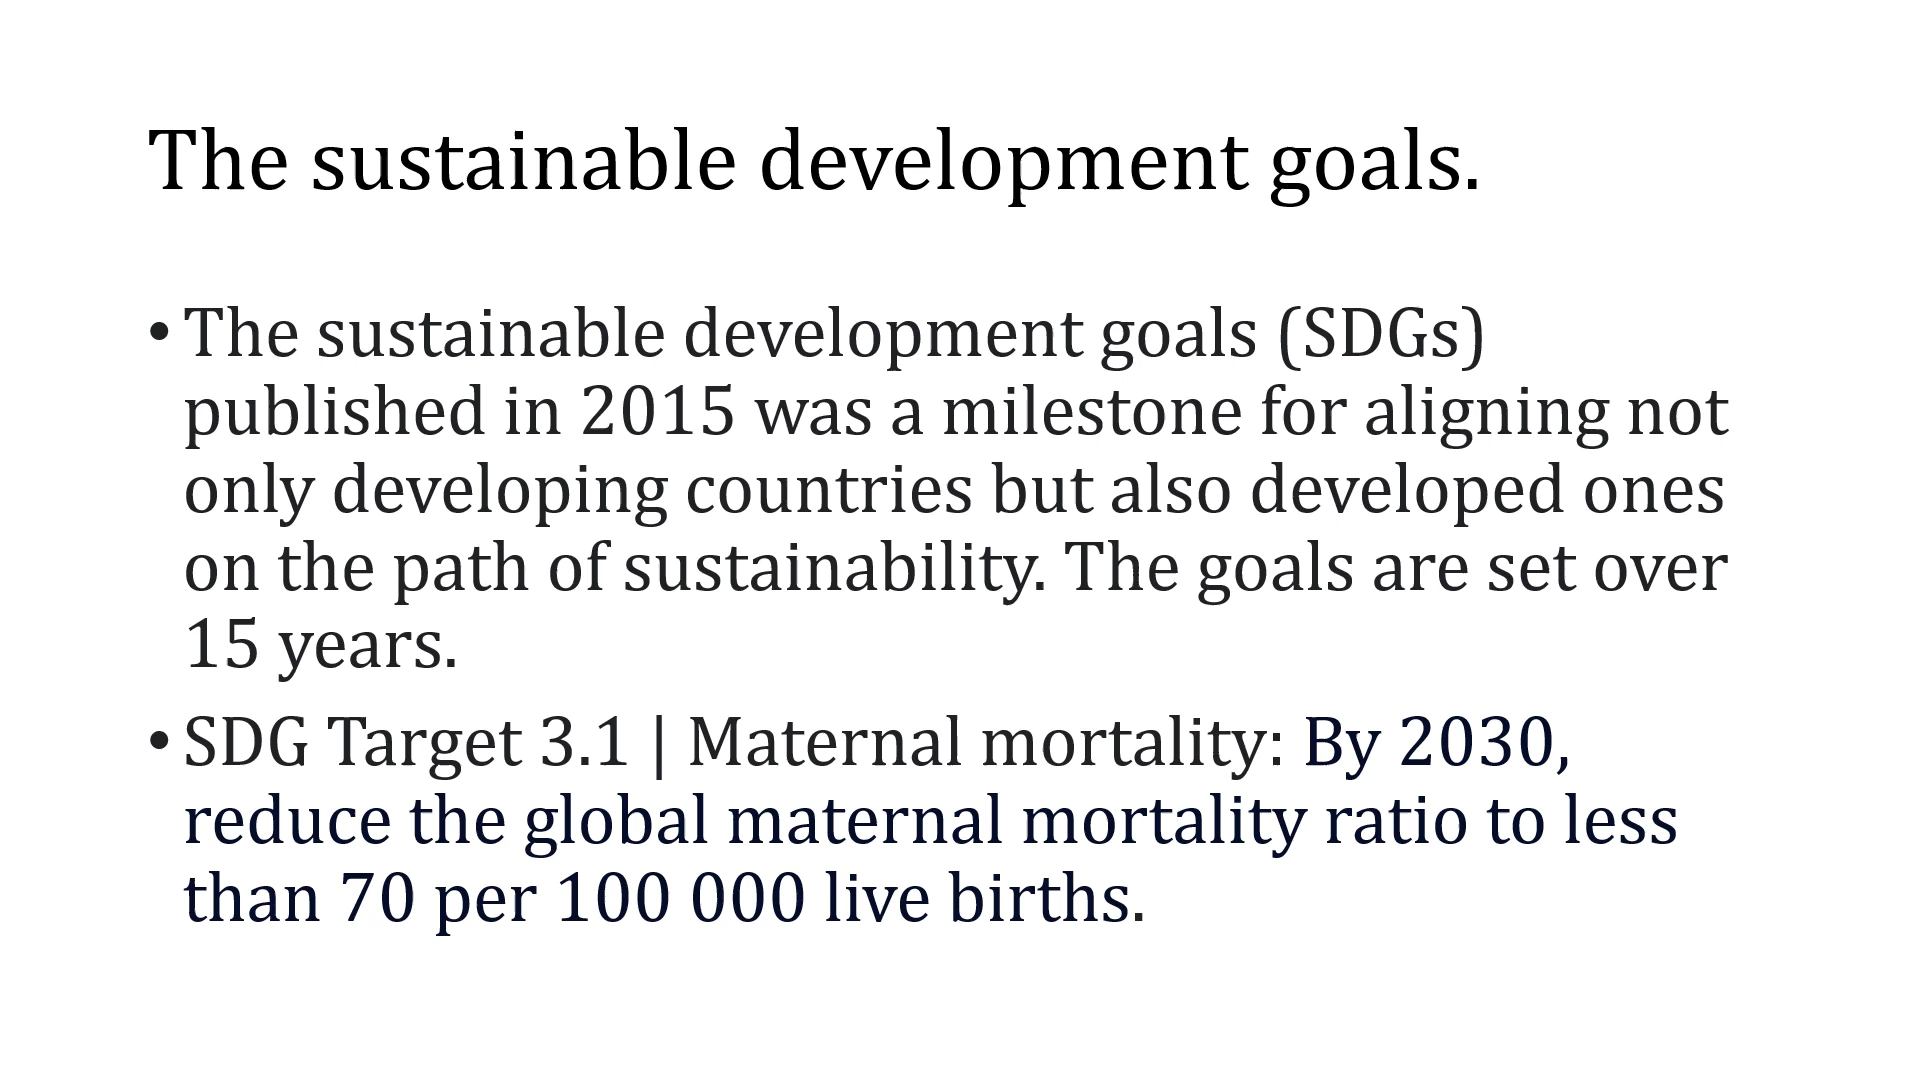 The sustainable development goals.
• The sustainable development goals (SDGs)
published in 2015 was a milestone for aligning not
only developing countries but also developed ones
on the path of sustainability. The goals are set over
15 years.
• SDG Target 3.1 | Maternal mortality: By 2030,
reduce the global maternal mortality ratio to less
than 70 per 100 000 live births.